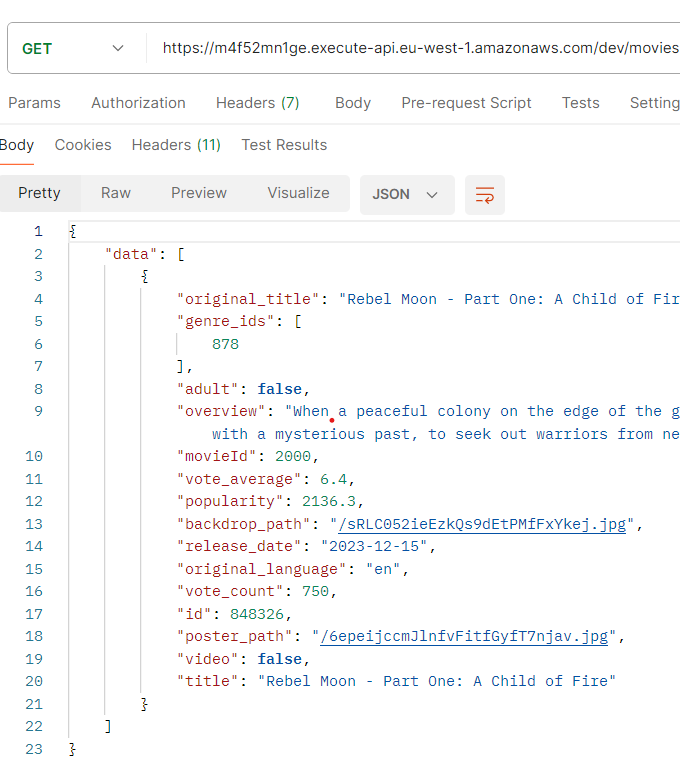 GET https://m4f52mn1ge.execute-api.eu-west-1.amazonaws.com/dev/movies
Params Authorization Headers (7) Body Pre-request Script Tests Setting
Body Cookies Headers (11) Test Results
Pretty Raw Preview Visualize JSON
1 {
2 "data": [
3 {
4 "original_title": "Rebel Moon - Part One: A Child of Fir
5 "genre_ids": [
6 878
7 ],
8 "adult": false,
9 "overview": "When a peaceful colony on the edge of the g
with a mysterious past, to seek out warriors from ne
10 "movieId": 2000,
11 "vote_average": 6.4,
12 "popularity": 2136.3,
13 "backdrop_path": "/sRLC052ieEzkQs9dEtPMfFxYkej.jpg",
14 "release_date": "2023-12-15",
15 "original_language": "en",
16 "vote_count": 750,
17 "id": 848326,
18 "poster_path": "/6epeijccmJlnfvFitfGyfT7njav.jpg",
19 "video": false,
20 "title": "Rebel Moon - Part One: A Child of Fire"
21 }
22 ]
23 }